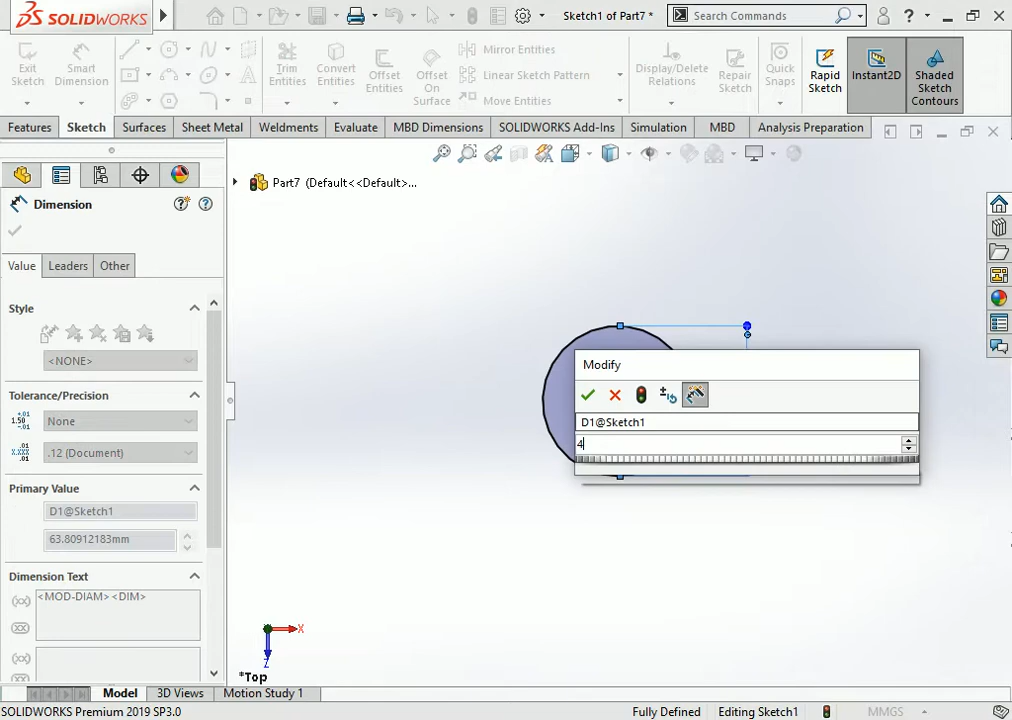 SOLIDWORKS
Sketch1 of Part7 *
Search Commands
?
Exit Sketch
Smart Dimension
Trim Entities
Convert Entities
Offset Entities
Offset On Surface
Mirror Entities
Linear Sketch Pattern
Move Entities
Display/Delete Relations
Repair Sketch
Quick Snaps
Rapid Sketch
Instant2D
Shaded Sketch Contours
Features
Sketch
Surfaces
Sheet Metal
Weldments
Evaluate
MBD Dimensions
SOLIDWORKS Add-Ins
Simulation
MBD
Analysis Preparation
Part7 (Default<<Default>...
Dimension
Value
Leaders
Other
Style
<NONE>
Tolerance/Precision
None
.12 (Document)
Primary Value
D1@Sketch1
63.80912183mm
Dimension Text
<MOD-DIAM> <DIM>
Modify
D1@Sketch1
4
X
Z
*Top
Model
3D Views
Motion Study 1
SOLIDWORKS Premium 2019 SP3.0
Fully Defined
Editing Sketch1
MMGS